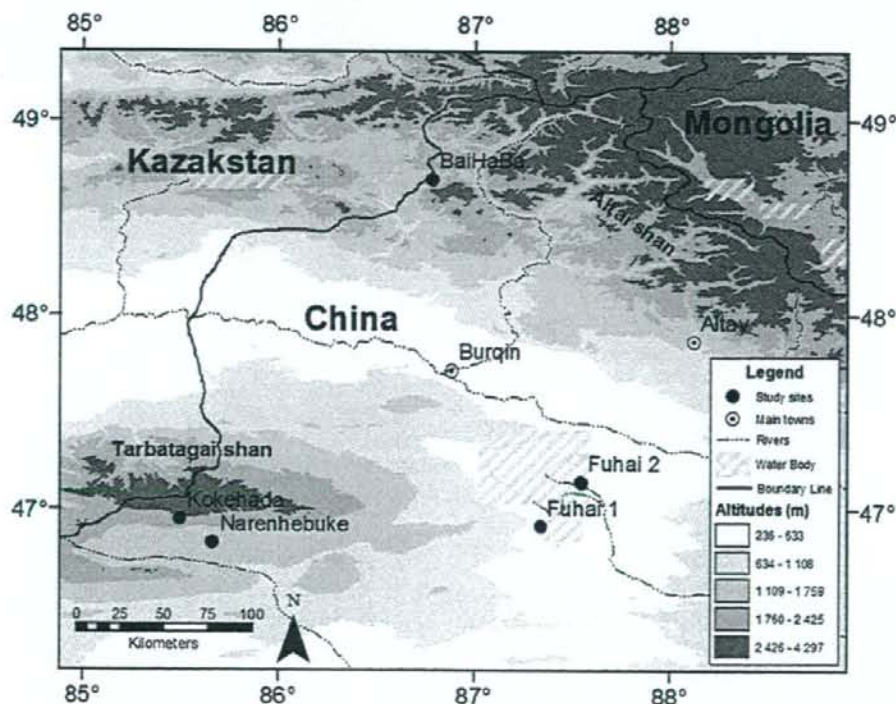 85° 86° 87° 88°
49° 49°
Mongolia
Kazakstan
BaiHaBa
Altai shan
48° 48°
China
Altay
Burqin
Legend
Study sites
Main towns
Rivers
Water Body
Boundary Line
Tarbatagai shan
Fuhai 2
47° 47°
Kokehada
Fuhai 1
Narenhebuke
Altitudes (m)
235 - 633
634 - 1 108
1 109 - 1 759
1 760 - 2 425
2 426 - 4 297
N
0 12.5 25 50 75 100
Kilometers
85° 86° 87° 88°